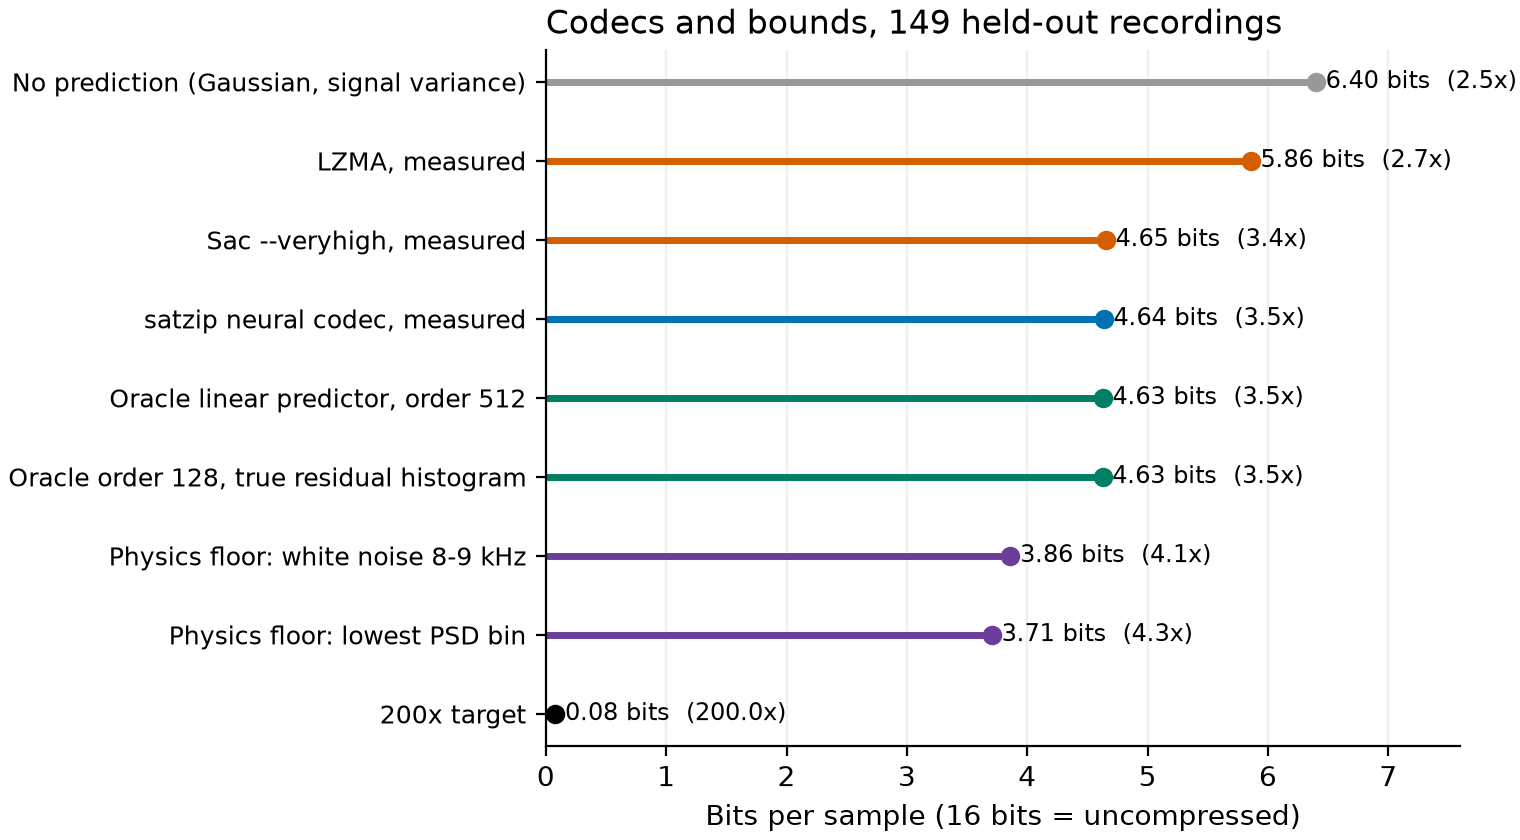 Codecs and bounds, 149 held-out recordings
No prediction (Gaussian, signal variance) 6.40 bits (2.5x)
LZMA, measured 5.86 bits (2.7x)
Sac --veryhigh, measured 4.65 bits (3.4x)
satzip neural codec, measured 4.64 bits (3.5x)
Oracle linear predictor, order 512 4.63 bits (3.5x)
Oracle order 128, true residual histogram 4.63 bits (3.5x)
Physics floor: white noise 8-9 kHz 3.86 bits (4.1x)
Physics floor: lowest PSD bin 3.71 bits (4.3x)
200x target 0.08 bits (200.0x)
0 1 2 3 4 5 6 7
Bits per sample (16 bits = uncompressed)